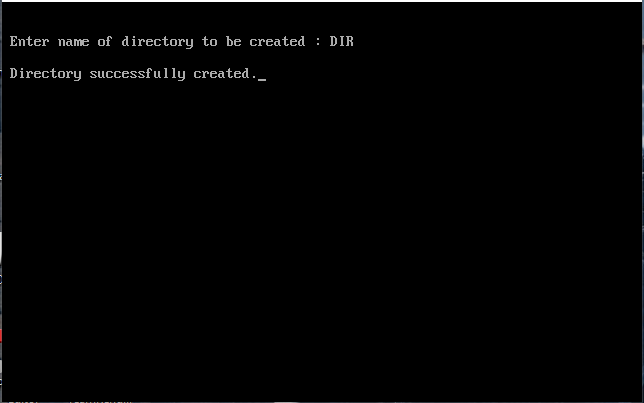 Enter name of directory to be created : DIR
Directory successfully created._